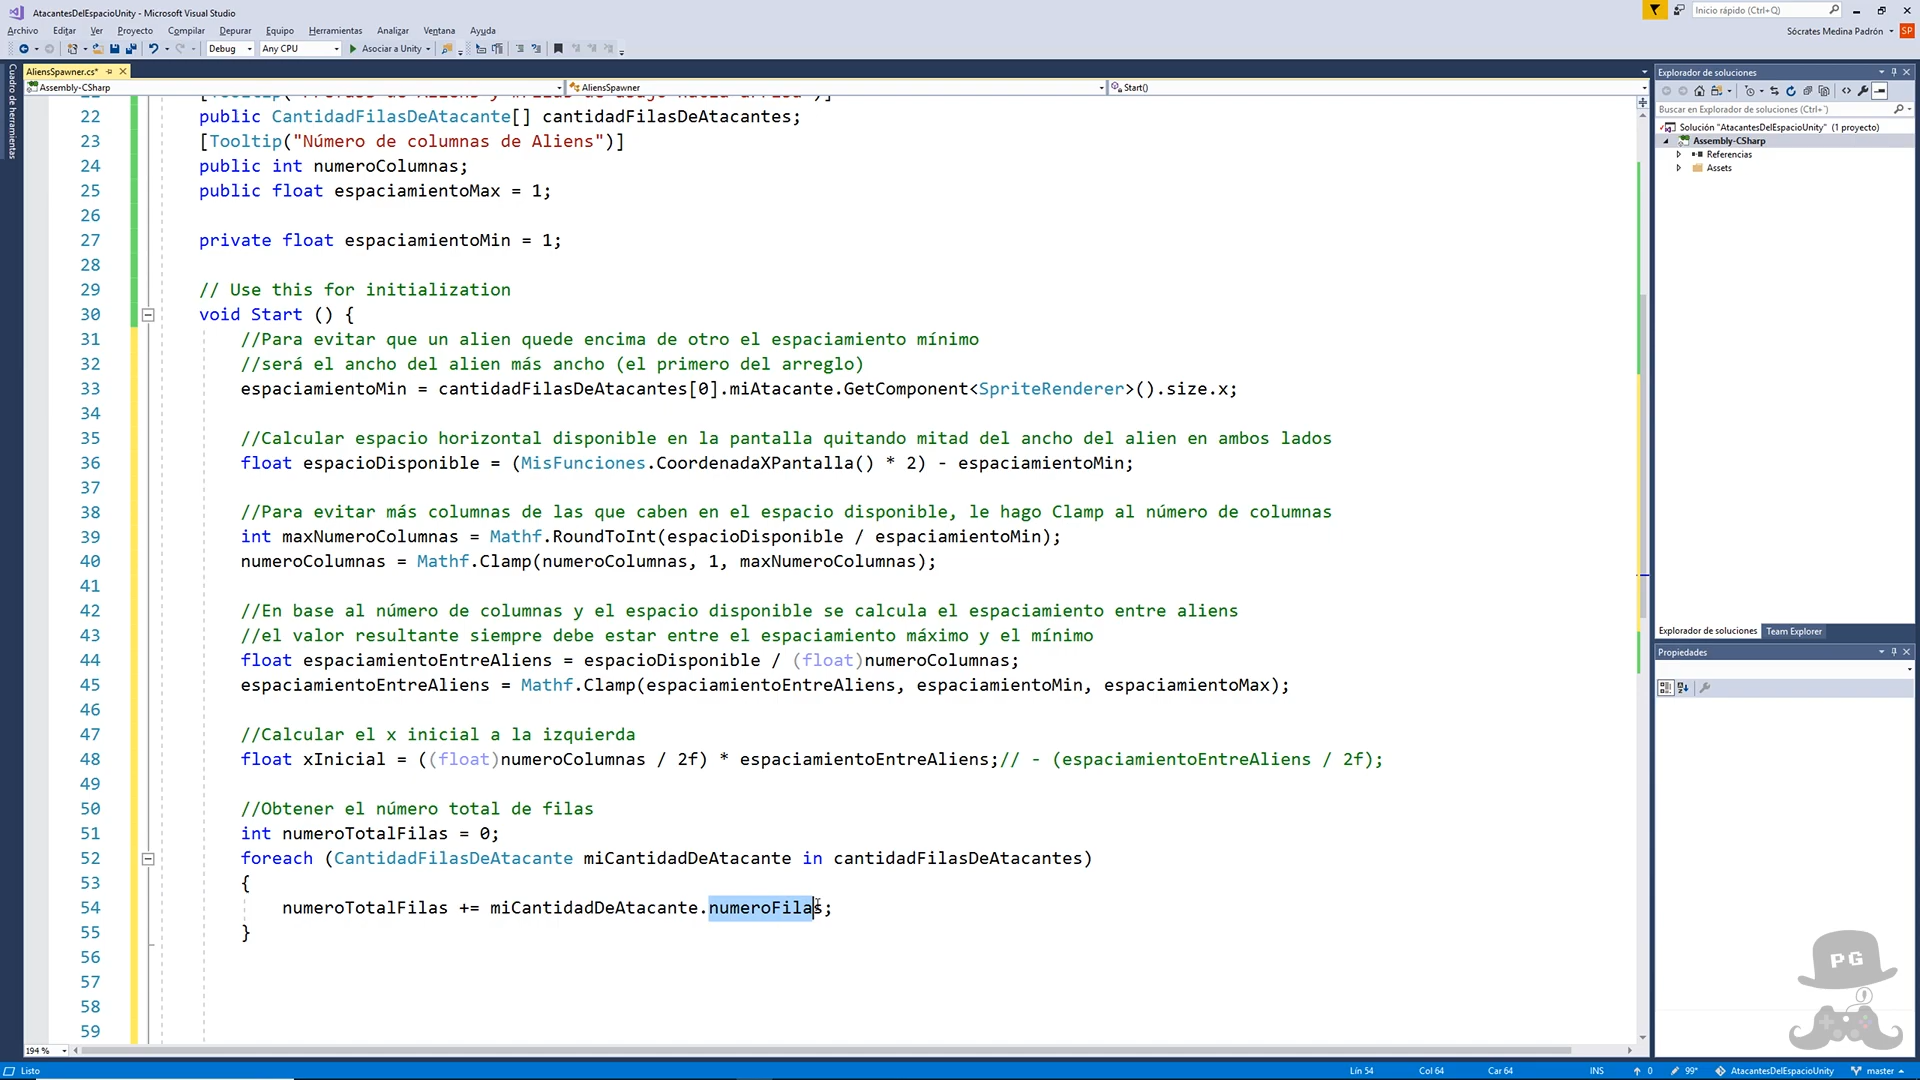 AtacantesDelEspacioUnity - Microsoft Visual Studio
Inicio rápido (Ctrl+Q)
Archivo Editar Ver Proyecto Compilar Depurar Equipo Herramientas Analizar Ventana Ayuda
Sócrates Medina Padrón SP
Debug Any CPU Asociar a Unity
Cuadro de herramientas
AliensSpawner.cs*
Assembly-CSharp AliensSpawner Start()
22 public CantidadFilasDeAtacante[] cantidadFilasDeAtacantes;
23 [Tooltip("Número de columnas de Aliens")]
24 public int numeroColumnas;
25 public float espaciamientoMax = 1;
26
27 private float espaciamientoMin = 1;
28
29 // Use this for initialization
30 void Start () {
31 //Para evitar que un alien quede encima de otro el espaciamiento mínimo
32 //será el ancho del alien más ancho (el primero del arreglo)
33 espaciamientoMin = cantidadFilasDeAtacantes[0].miAtacante.GetComponent<SpriteRenderer>().size.x;
34
35 //Calcular espacio horizontal disponible en la pantalla quitando mitad del ancho del alien en ambos lados
36 float espacioDisponible = (MisFunciones.CoordenadaXPantalla() * 2) - espaciamientoMin;
37
38 //Para evitar más columnas de las que caben en el espacio disponible, le hago Clamp al número de columnas
39 int maxNumeroColumnas = Mathf.RoundToInt(espacioDisponible / espaciamientoMin);
40 numeroColumnas = Mathf.Clamp(numeroColumnas, 1, maxNumeroColumnas);
41
42 //En base al número de columnas y el espacio disponible se calcula el espaciamiento entre aliens
43 //el valor resultante siempre debe estar entre el espaciamiento máximo y el mínimo
44 float espaciamientoEntreAliens = espacioDisponible / (float)numeroColumnas;
45 espaciamientoEntreAliens = Mathf.Clamp(espaciamientoEntreAliens, espaciamientoMin, espaciamientoMax);
46
47 //Calcular el x inicial a la izquierda
48 float xInicial = ((float)numeroColumnas / 2f) * espaciamientoEntreAliens;// - (espaciamientoEntreAliens / 2f);
49
50 //Obtener el número total de filas
51 int numeroTotalFilas = 0;
52 foreach (CantidadFilasDeAtacante miCantidadDeAtacante in cantidadFilasDeAtacantes)
53 {
54 numeroTotalFilas += miCantidadDeAtacante.numeroFilas;
55 }
56
57
58
59
194 %
Explorador de soluciones
Buscar en Explorador de soluciones (Ctrl+´)
Solución "AtacantesDelEspacioUnity" (1 proyecto)
Assembly-CSharp
Referencias
Assets
Explorador de soluciones Team Explorer
Propiedades
PG
Listo Lín 54 Col 64 Car 64 INS 0 99* AtacantesDelEspacioUnity master